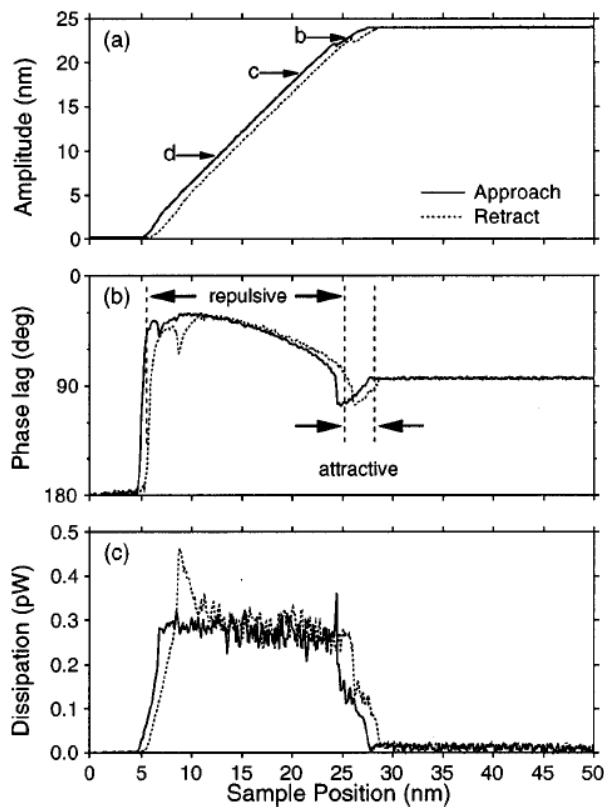 (a)
Amplitude (nm)
25
20
15
10
5
0
b
c
d
Approach
Retract
(b)
Phase lag (deg)
0
90
180
repulsive
attractive
(c)
Dissipation (pW)
0.5
0.4
0.3
0.2
0.1
0.0
0 5 10 15 20 25 30 35 40 45 50
Sample Position (nm)